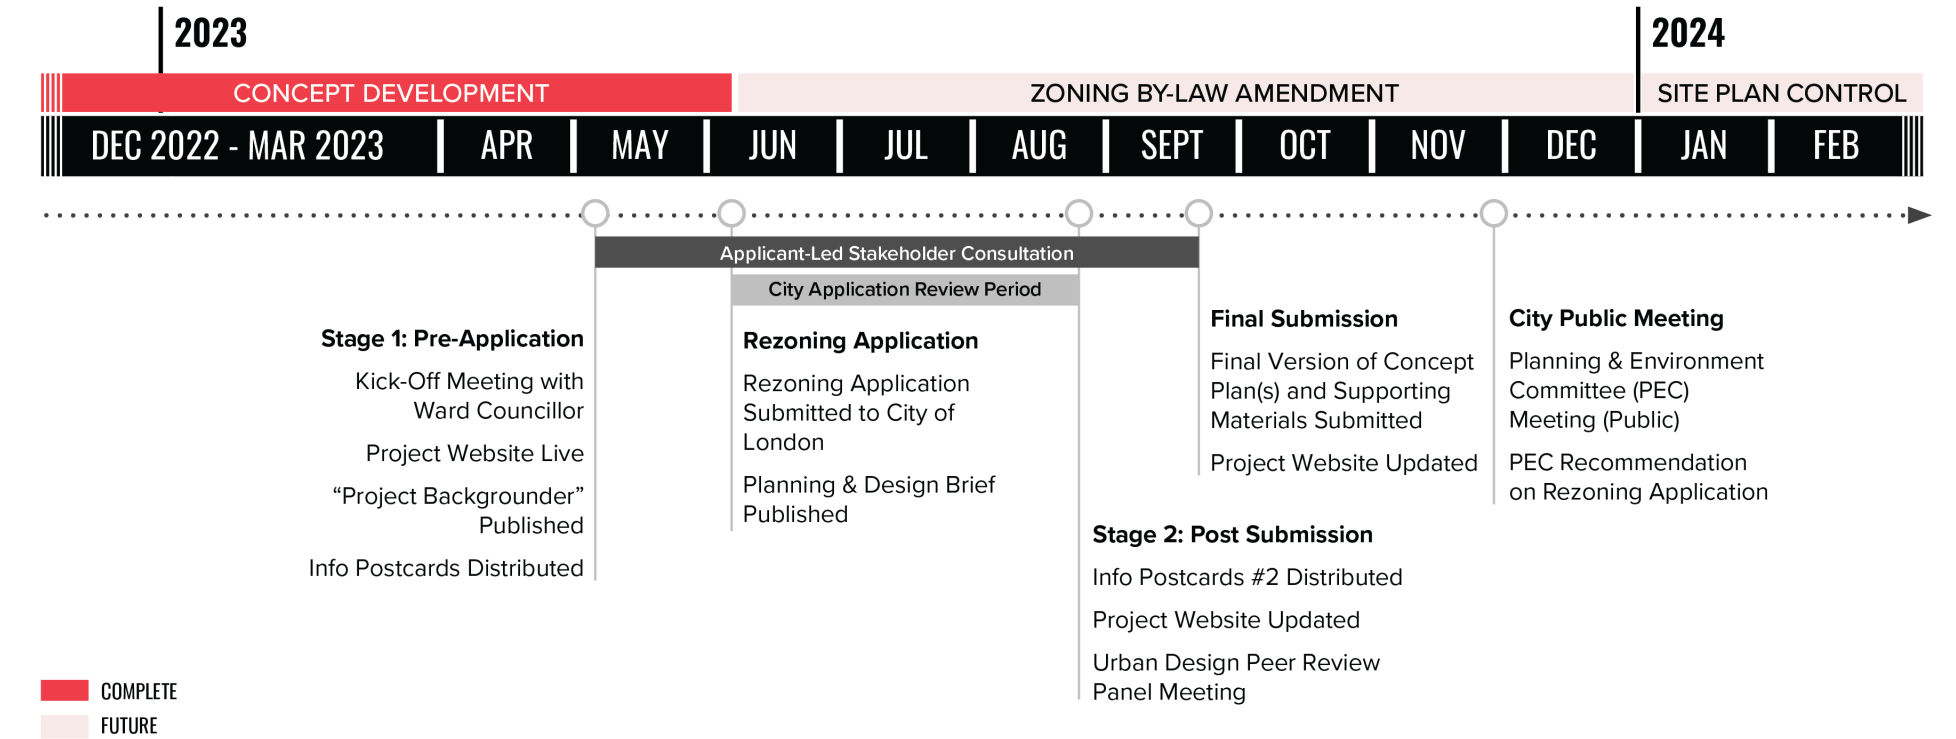 2023
2024
CONCEPT DEVELOPMENT
ZONING BY-LAW AMENDMENT
SITE PLAN CONTROL
DEC 2022 - MAR 2023
APR
MAY
JUN
JUL
AUG
SEPT
OCT
NOV
DEC
JAN
FEB
Applicant-Led Stakeholder Consultation
City Application Review Period
Stage 1: Pre-Application
Kick-Off Meeting with
Ward Councillor
Project Website Live
“Project Backgrounder”
Published
Info Postcards Distributed
Rezoning Application
Rezoning Application
Submitted to City of
London
Planning & Design Brief
Published
Stage 2: Post Submission
Info Postcards #2 Distributed
Project Website Updated
Urban Design Peer Review
Panel Meeting
Final Submission
Final Version of Concept
Plan(s) and Supporting
Materials Submitted
Project Website Updated
City Public Meeting
Planning & Environment
Committee (PEC)
Meeting (Public)
PEC Recommendation
on Rezoning Application
COMPLETE
FUTURE